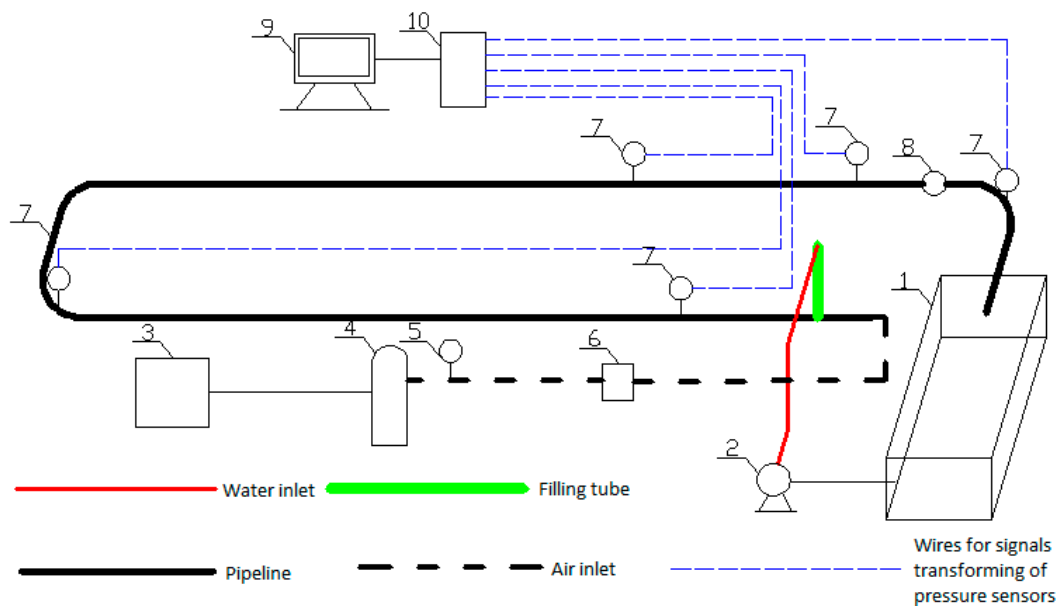 9
10
7
7
8
7
7
7
1
3
4
5
6
2
Water inlet
Filling tube
Pipeline
Air inlet
Wires for signals
transforming of
pressure sensors